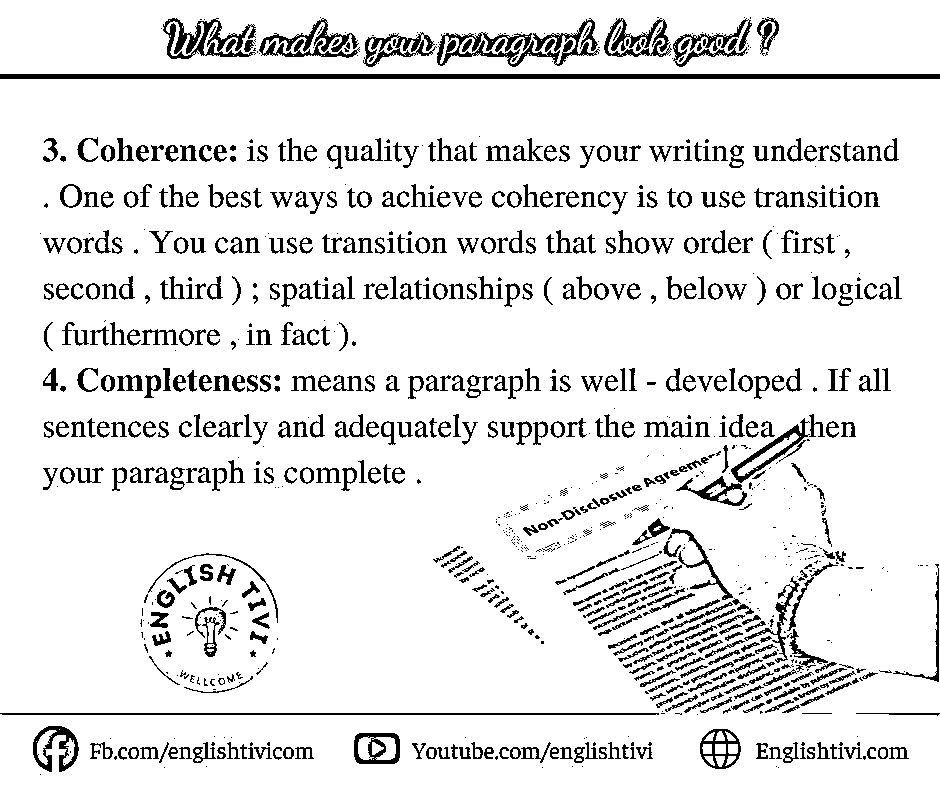 What makes your paragraph look good ?
3. Coherence: is the quality that makes your writing understand
. One of the best ways to achieve coherency is to use transition
words . You can use transition words that show order ( first ,
second , third ) ; spatial relationships ( above , below ) or logical
( furthermore , in fact ).
4. Completeness: means a paragraph is well - developed . If all
sentences clearly and adequately support the main idea , then
your paragraph is complete .
Non-Disclosure Agreeme
ENGLISH TIVI
WELLCOME
Fb.com/englishtivicom
Youtube.com/englishtivi
Englishtivi.com